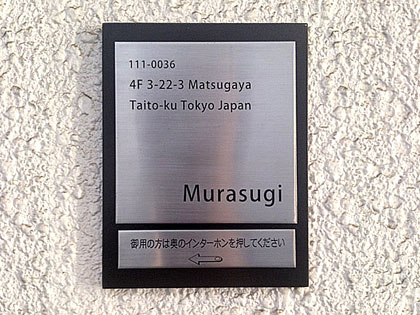 111-0036
4F 3-22-3 Matsugaya
Taito-ku Tokyo Japan
Murasugi
御用の方は奥のインターホンを押してください